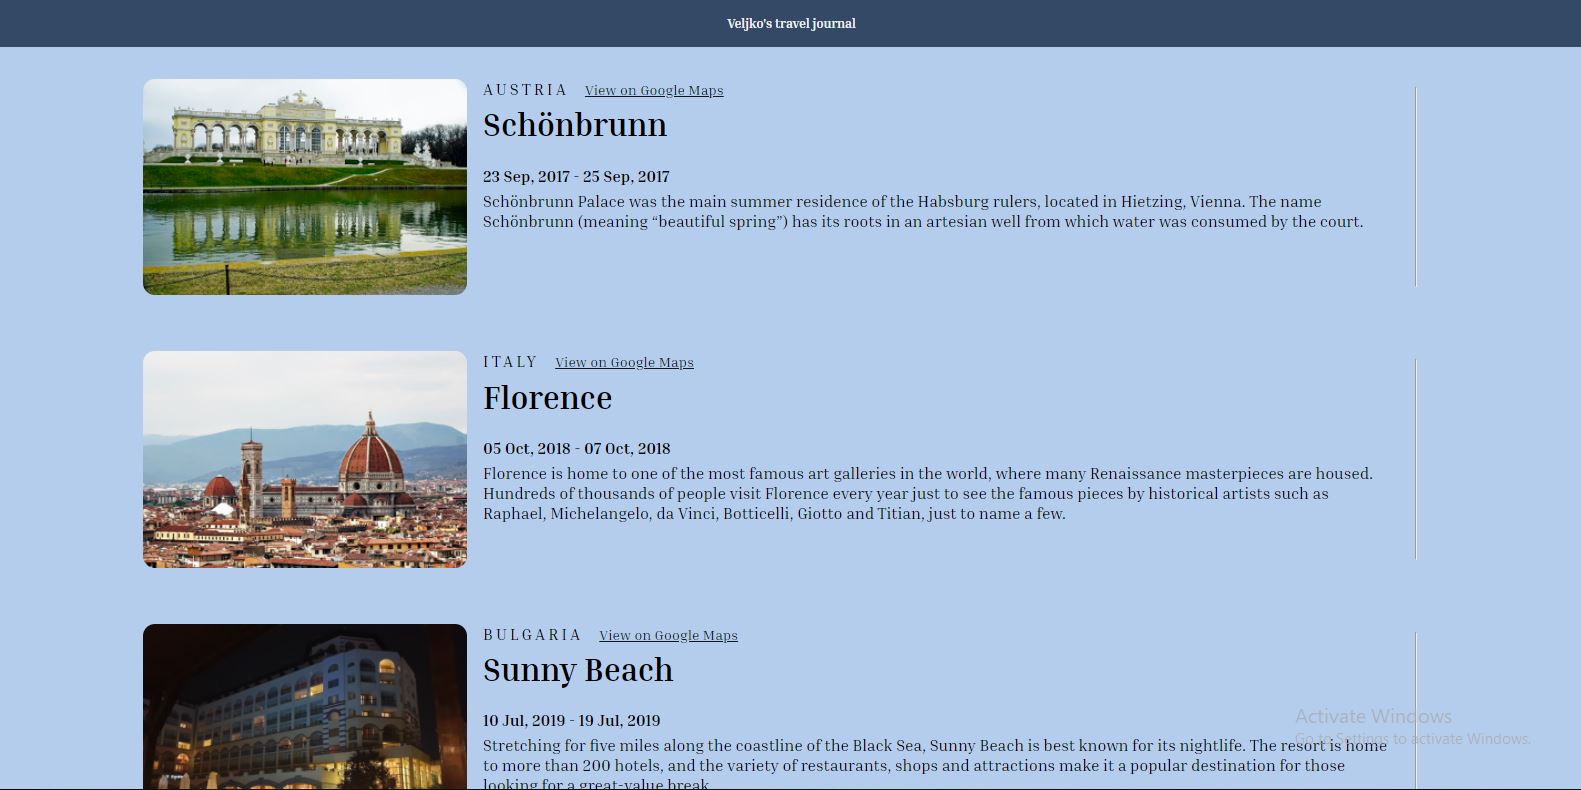 Veljko's travel journal
AUSTRIA View on Google Maps
Schönbrunn
23 Sep, 2017 - 25 Sep, 2017
Schönbrunn Palace was the main summer residence of the Habsburg rulers, located in Hietzing, Vienna. The name
Schönbrunn (meaning “beautiful spring”) has its roots in an artesian well from which water was consumed by the court.
ITALY View on Google Maps
Florence
05 Oct, 2018 - 07 Oct, 2018
Florence is home to one of the most famous art galleries in the world, where many Renaissance masterpieces are housed.
Hundreds of thousands of people visit Florence every year just to see the famous pieces by historical artists such as
Raphael, Michelangelo, da Vinci, Botticelli, Giotto and Titian, just to name a few.
BULGARIA View on Google Maps
Sunny Beach
10 Jul, 2019 - 19 Jul, 2019
Stretching for five miles along the coastline of the Black Sea, Sunny Beach is best known for its nightlife. The resort is home
to more than 200 hotels, and the variety of restaurants, shops and attractions make it a popular destination for those
looking for a great-value break
Activate Windows
Go to Settings to activate Windows.